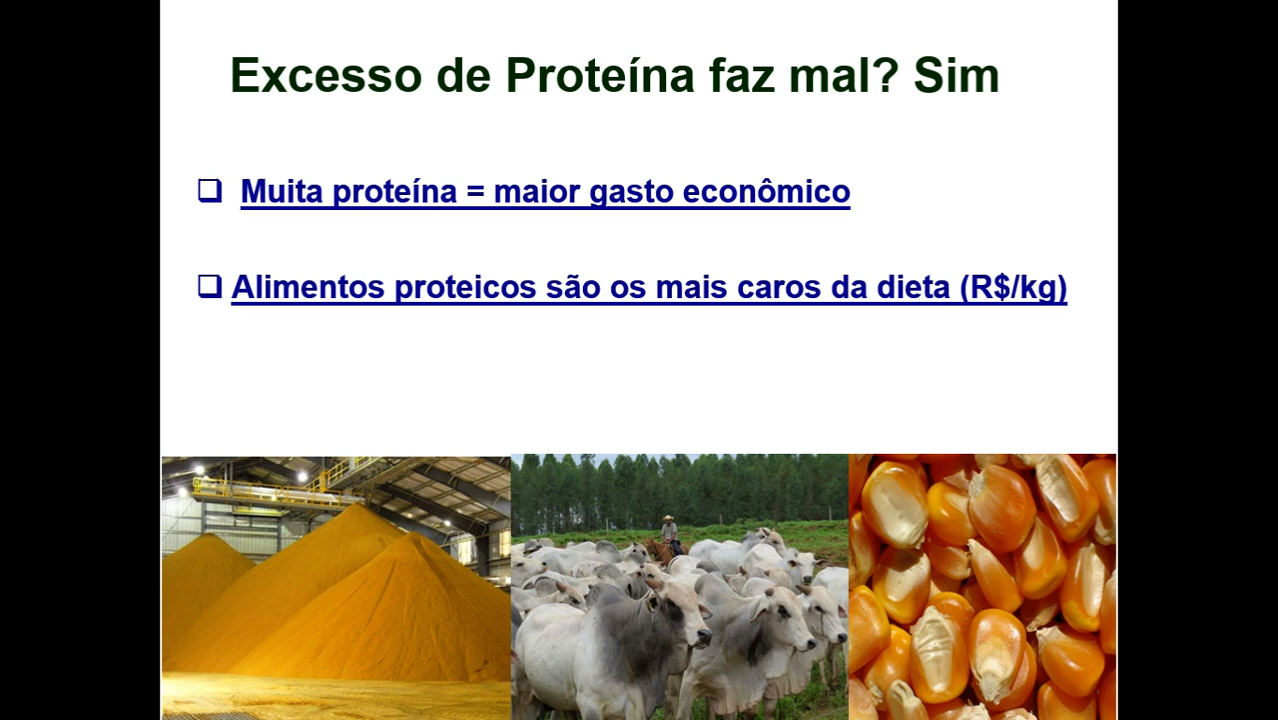 Excesso de Proteína faz mal? Sim
Muita proteína = maior gasto econômico
Alimentos proteicos são os mais caros da dieta (R$/kg)